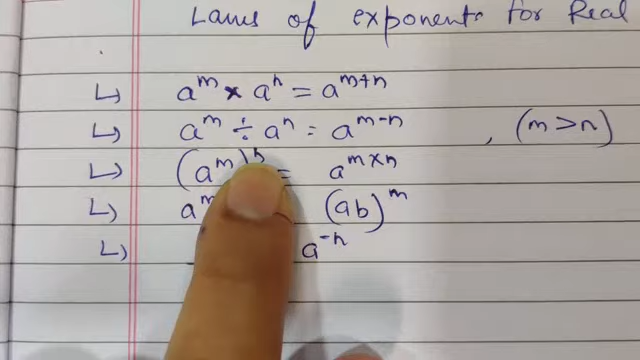 Laws of exponents for Real
↳ a^m × a^n = a^{m+n}
↳ a^m ÷ a^n = a^{m-n} , (m > n)
↳ (a^m)^n = a^{m×n}
↳ a^m (ab)^m
↳ a^{-n}